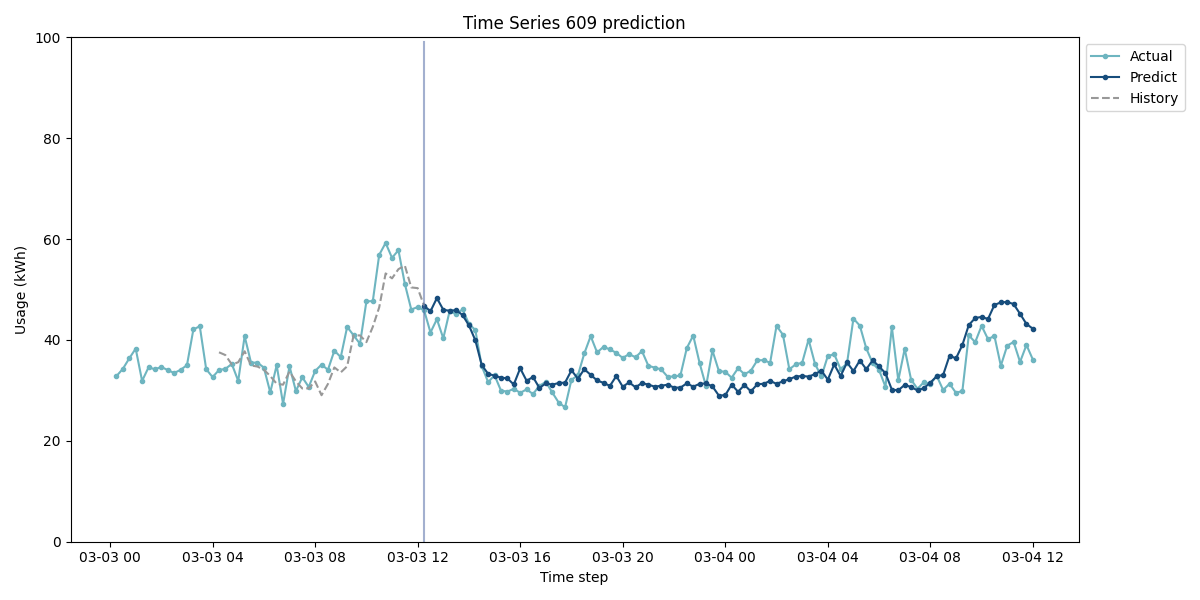 Time Series 609 prediction
100
80
60
40
20
0
Usage (kWh)
03-03 00
03-03 04
03-03 08
03-03 12
03-03 16
03-03 20
03-04 00
03-04 04
03-04 08
03-04 12
Time step
Actual
Predict
History